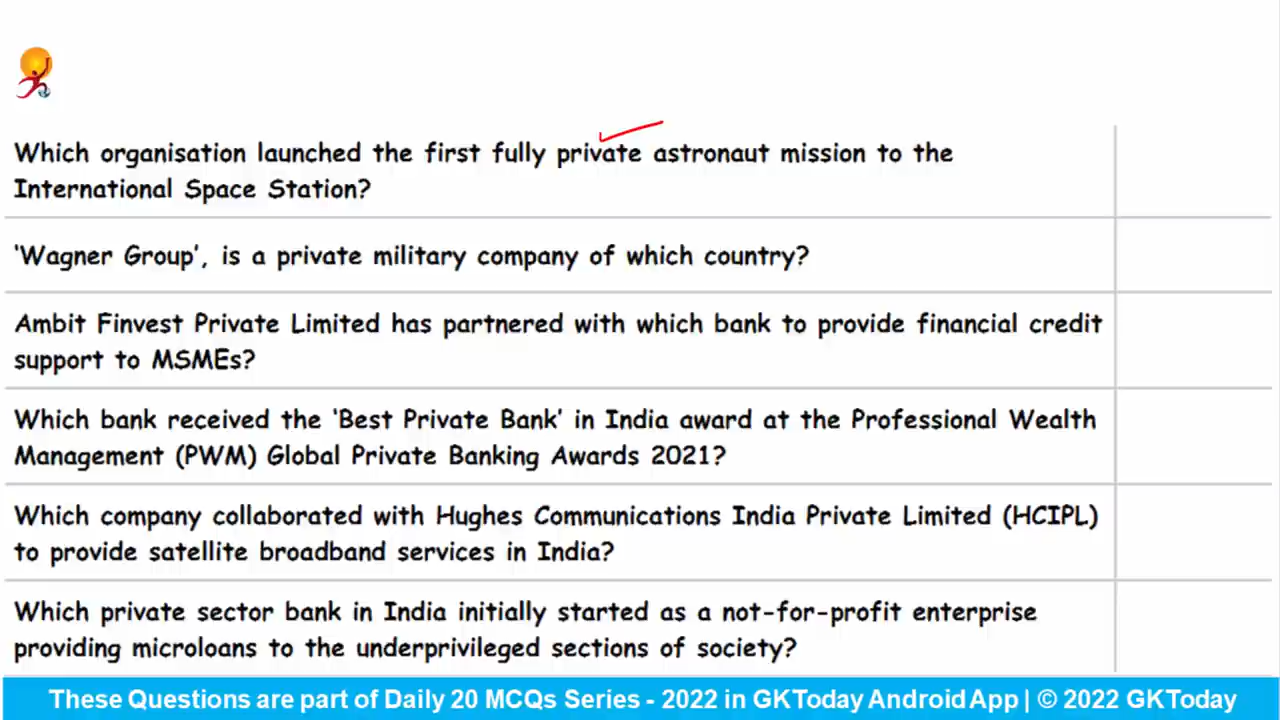 Which organisation launched the first fully private astronaut mission to the
International Space Station?
‘Wagner Group’, is a private military company of which country?
Ambit Finvest Private Limited has partnered with which bank to provide financial credit
support to MSMEs?
Which bank received the ‘Best Private Bank’ in India award at the Professional Wealth
Management (PWM) Global Private Banking Awards 2021?
Which company collaborated with Hughes Communications India Private Limited (HCIPL)
to provide satellite broadband services in India?
Which private sector bank in India initially started as a not-for-profit enterprise
providing microloans to the underprivileged sections of society?
These Questions are part of Daily 20 MCQs Series - 2022 in GKToday Android App | © 2022 GKToday